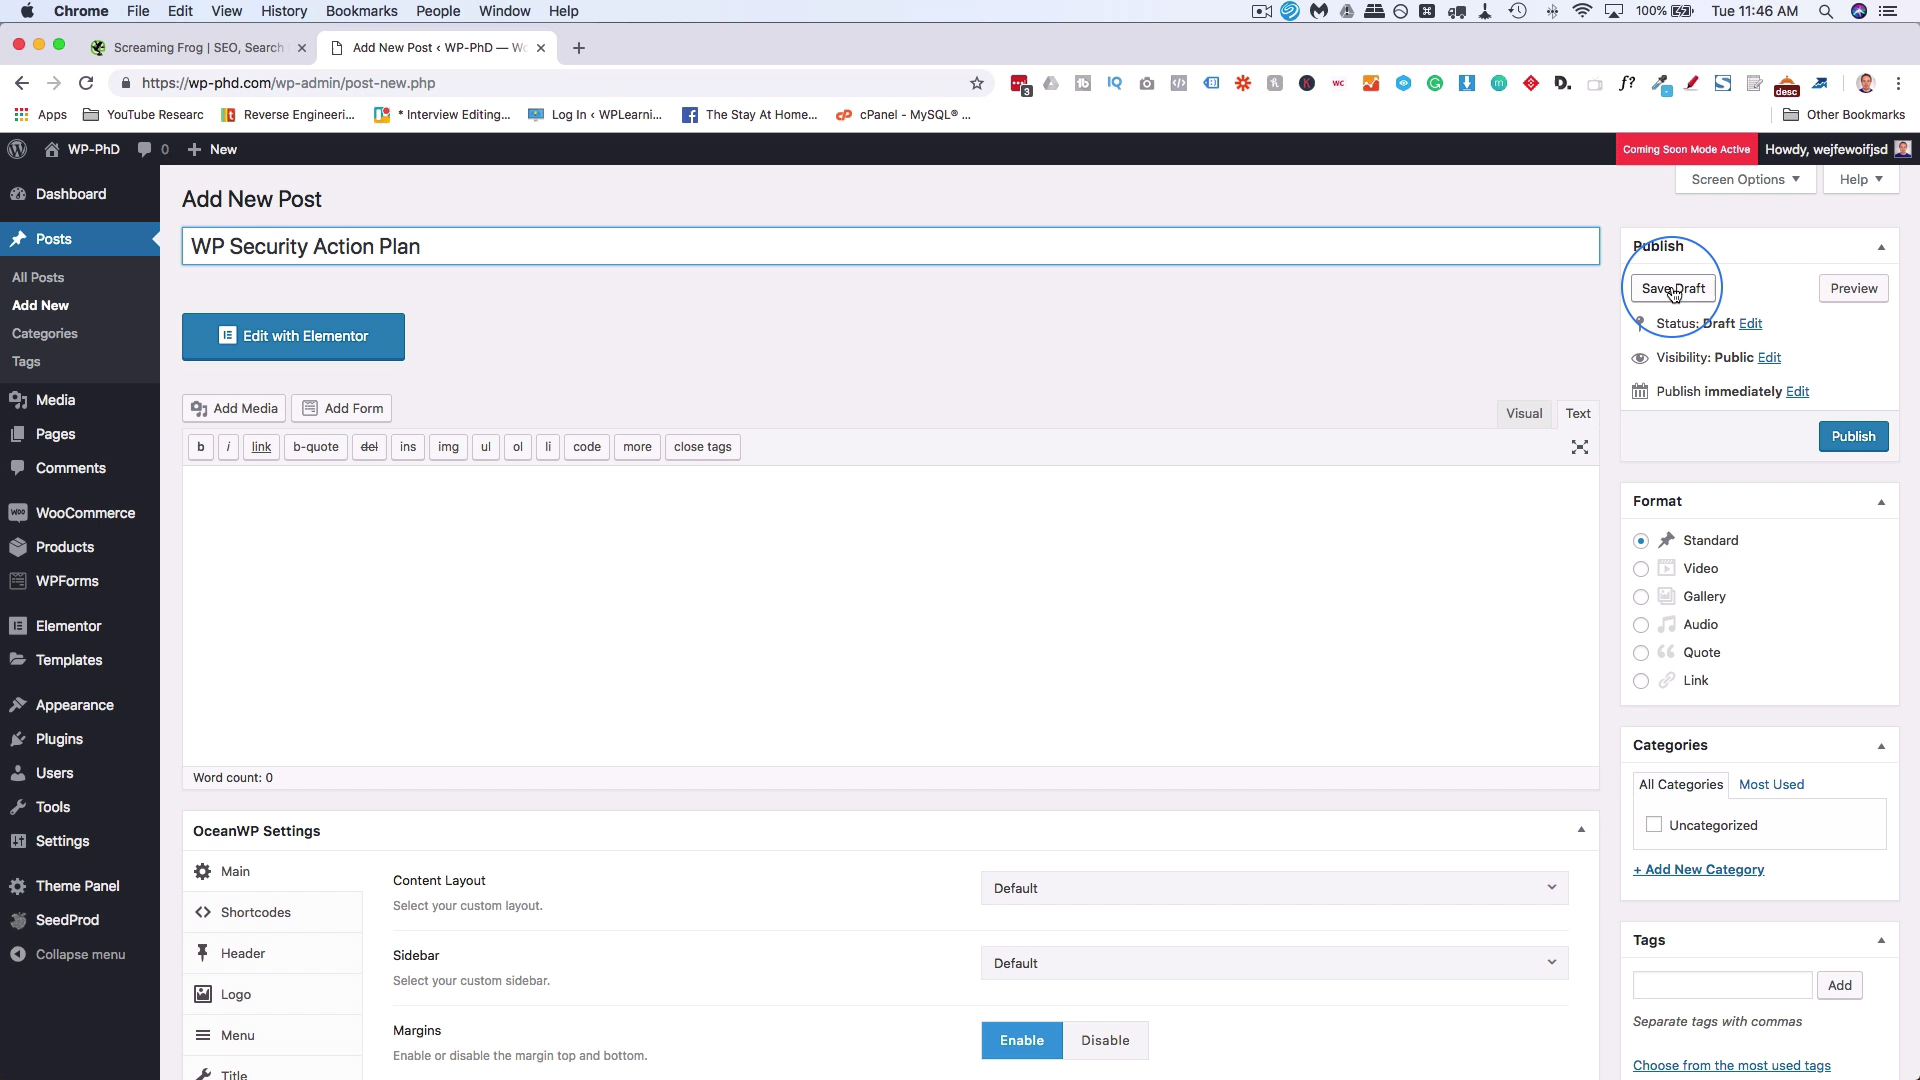 Chrome File Edit View History Bookmarks People Window Help 100% Tue 11:46 AM
Screaming Frog | SEO, Search Add New Post ‹ WP-PhD — Wo
https://wp-phd.com/wp-admin/post-new.php 3 desc
Apps YouTube Researc Reverse Engineeri... * Interview Editing... Log In ‹ WPLearni... The Stay At Home... cPanel - MySQL® ... Other Bookmarks
WP-PhD 0 + New Coming Soon Mode Active Howdy, wejfewoifjsd
Screen Options Help
Dashboard
Posts
All Posts
Add New
Categories
Tags
Media
Pages
Comments
WooCommerce
Products
WPForms
Elementor
Templates
Appearance
Plugins
Users
Tools
Settings
Theme Panel
SeedProd
Collapse menu
Add New Post
WP Security Action Plan
Edit with Elementor
Add Media Add Form Visual Text
b i link b-quote del ins img ul ol li code more close tags
Word count: 0
OceanWP Settings
Main
Shortcodes
Header
Logo
Menu
Title
Content Layout
Select your custom layout.
Default
Sidebar
Select your custom sidebar.
Default
Margins
Enable or disable the margin top and bottom.
Enable Disable
Publish
Save Draft Preview
Status: Draft Edit
Visibility: Public Edit
Publish immediately Edit
Publish
Format
Standard
Video
Gallery
Audio
Quote
Link
Categories
All Categories Most Used
Uncategorized
+ Add New Category
Tags
Add
Separate tags with commas
Choose from the most used tags